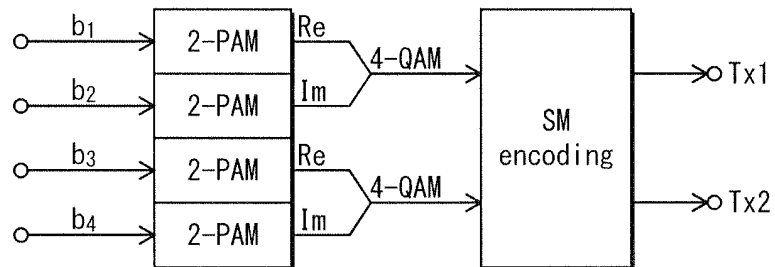 b1 2-PAM Re
4-QAM Tx1
b2 2-PAM Im
SM
encoding
b3 2-PAM Re
4-QAM Tx2
b4 2-PAM Im